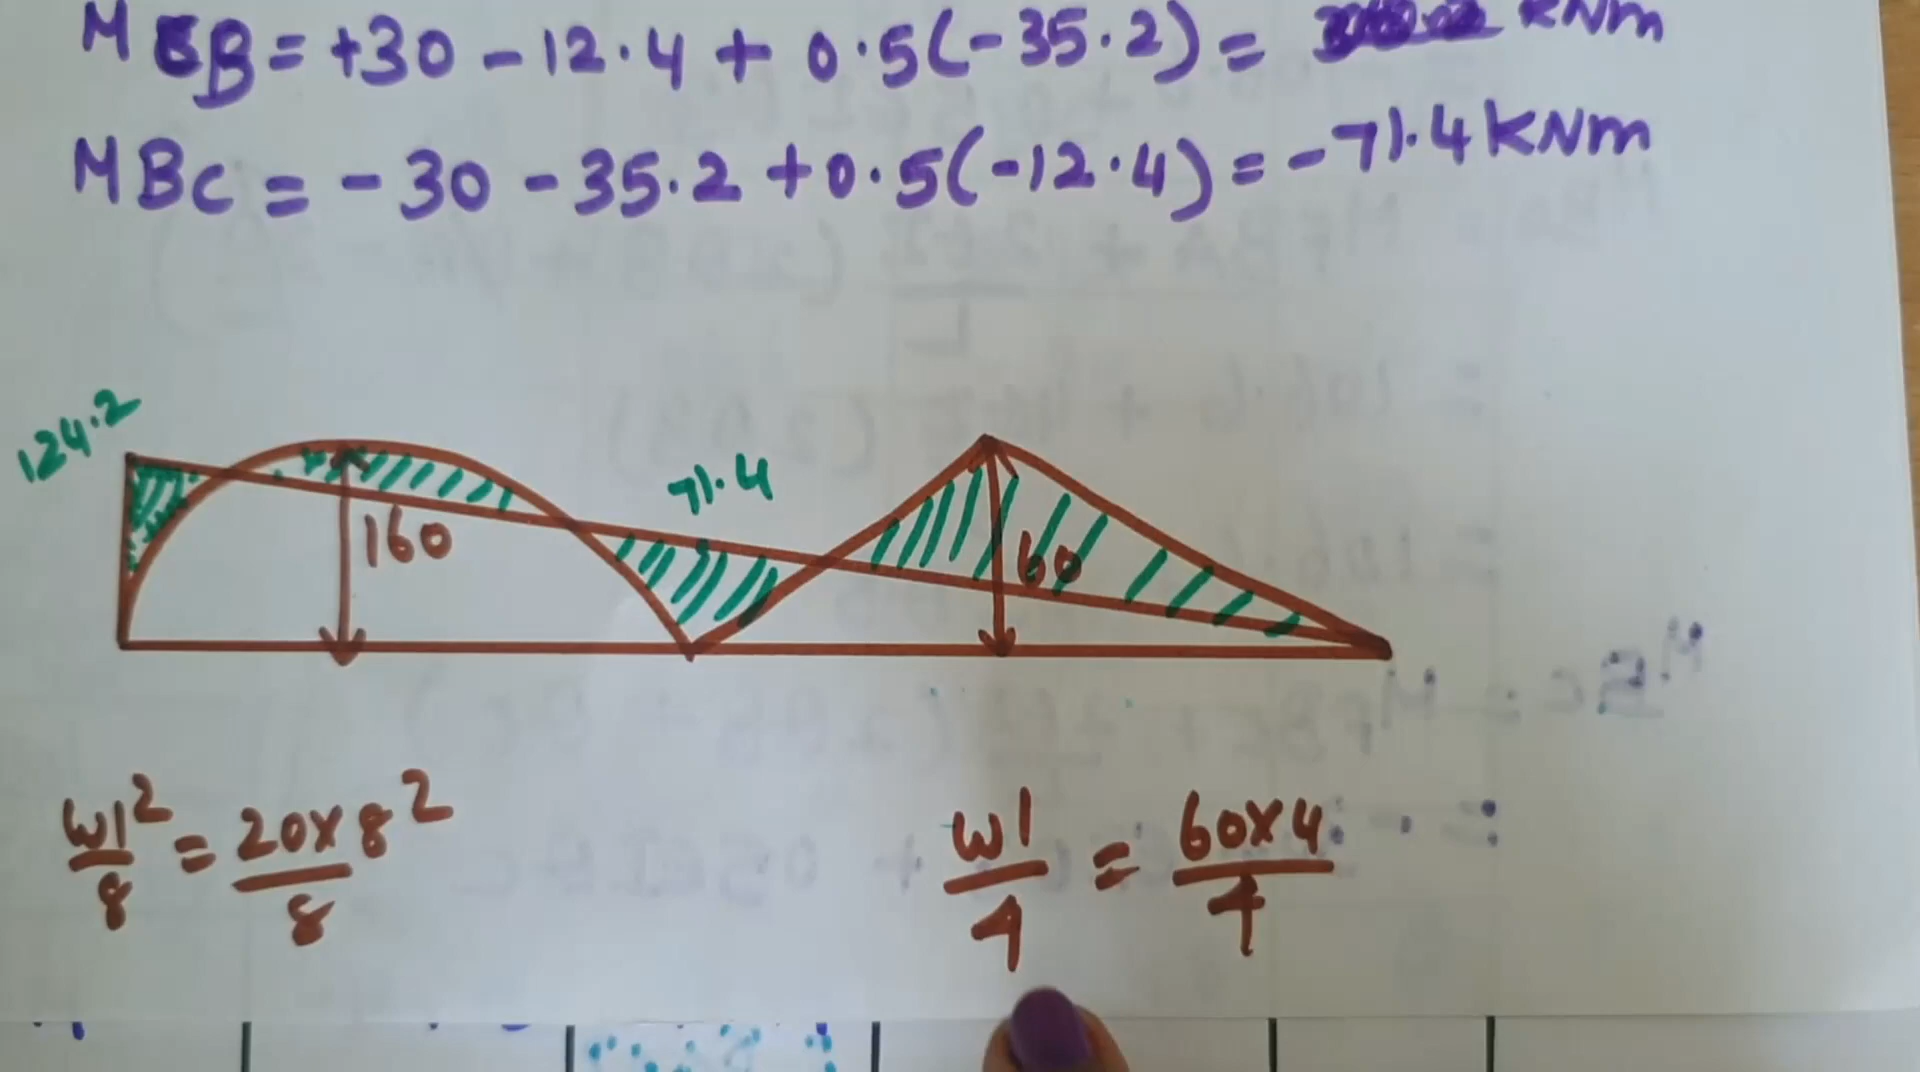 MCB = +30 - 12.4 + 0.5(-35.2) = kNm
MBC = -30 - 35.2 + 0.5(-12.4) = -71.4 kNm
124.2
71.4
160
60
wl²/8 = 20×8²/8
wl/4 = 60×4/4